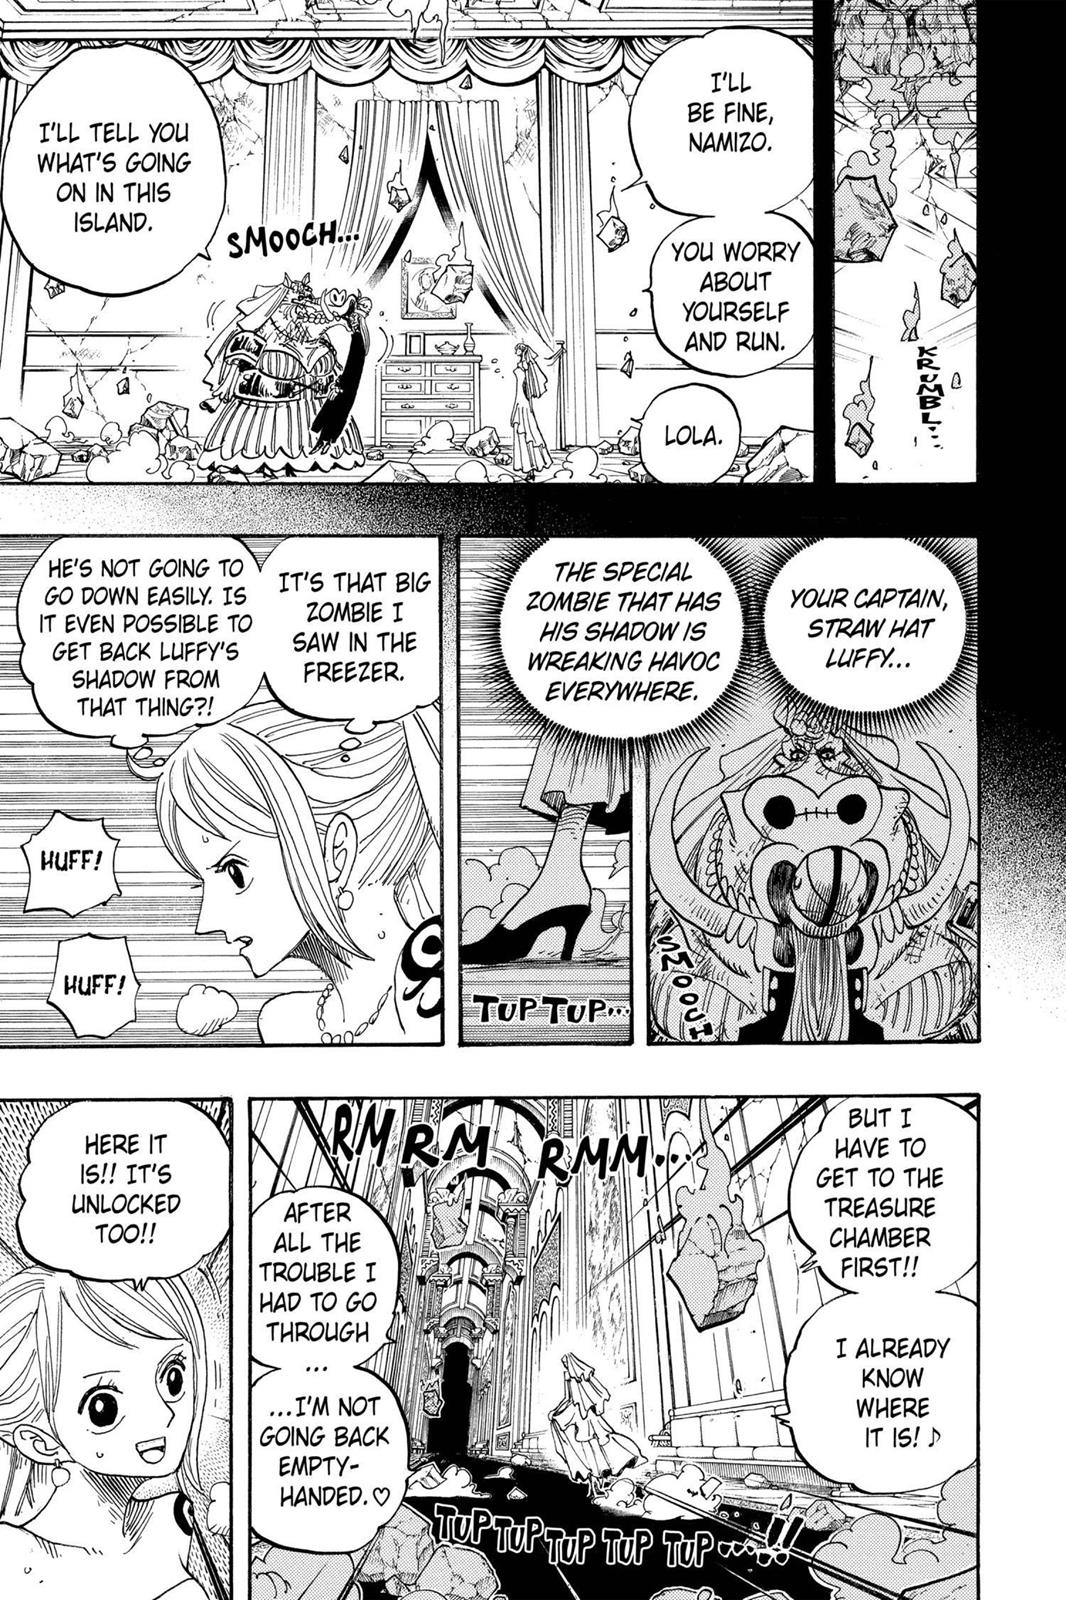 KRUMBL...
I'LL
BE FINE,
NAMIZO.
YOU WORRY
ABOUT
YOURSELF
AND RUN.
LOLA.
SMOOCH...
I'LL TELL YOU
WHAT'S GOING
ON IN THIS
ISLAND.
YOUR CAPTAIN,
STRAW HAT
LUFFY...
SMOOCH
THE SPECIAL
ZOMBIE THAT HAS
HIS SHADOW IS
WREAKING HAVOC
EVERYWHERE.
TUP TUP...
IT'S THAT BIG
ZOMBIE I
SAW IN THE
FREEZER.
HE'S NOT GOING TO
GO DOWN EASILY. IS
IT EVEN POSSIBLE TO
GET BACK LUFFY'S
SHADOW FROM
THAT THING?!
HUFF!
HUFF!
BUT I
HAVE TO
GET TO THE
TREASURE
CHAMBER
FIRST!!
I ALREADY
KNOW
WHERE
IT IS!♪
RM RM RMM...
AFTER
ALL THE
TROUBLE I
HAD TO GO
THROUGH
...
...I'M NOT
GOING BACK
EMPTY-
HANDED.♡
TUP TUP TUP TUP TUP...!!
HERE IT
IS!! IT'S
UNLOCKED
TOO!!